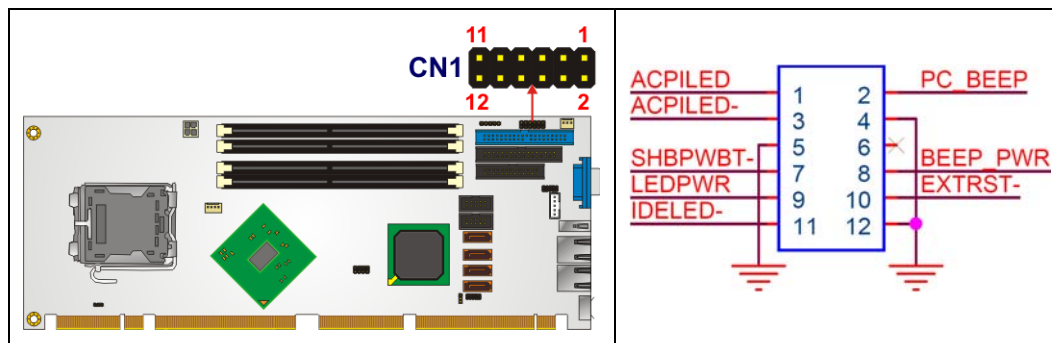 11 1
CN1
12 2
ACPILED 1 2 PC_BEEP
ACPILED- 3 4
5 6
SHBPWBT- 7 8 BEEP_PWR
LEDPWR 9 10 EXTRST-
IDELED- 11 12